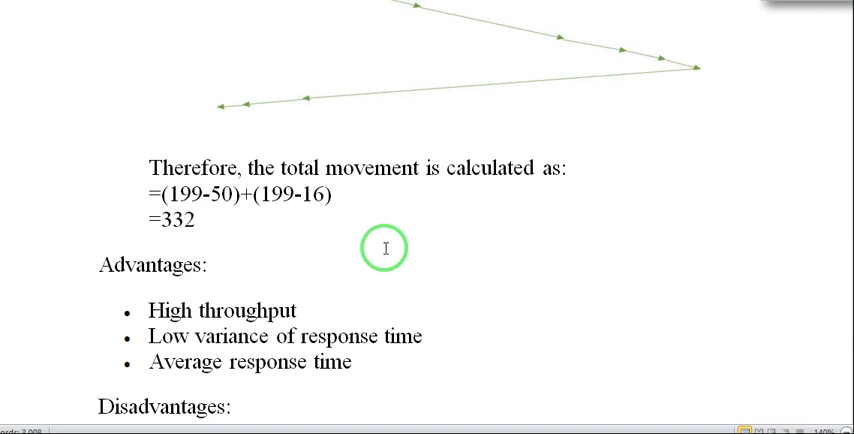 Therefore, the total movement is calculated as:
=(199-50)+(199-16)
=332
Advantages:
High throughput
Low variance of response time
Average response time
Disadvantages:
140%